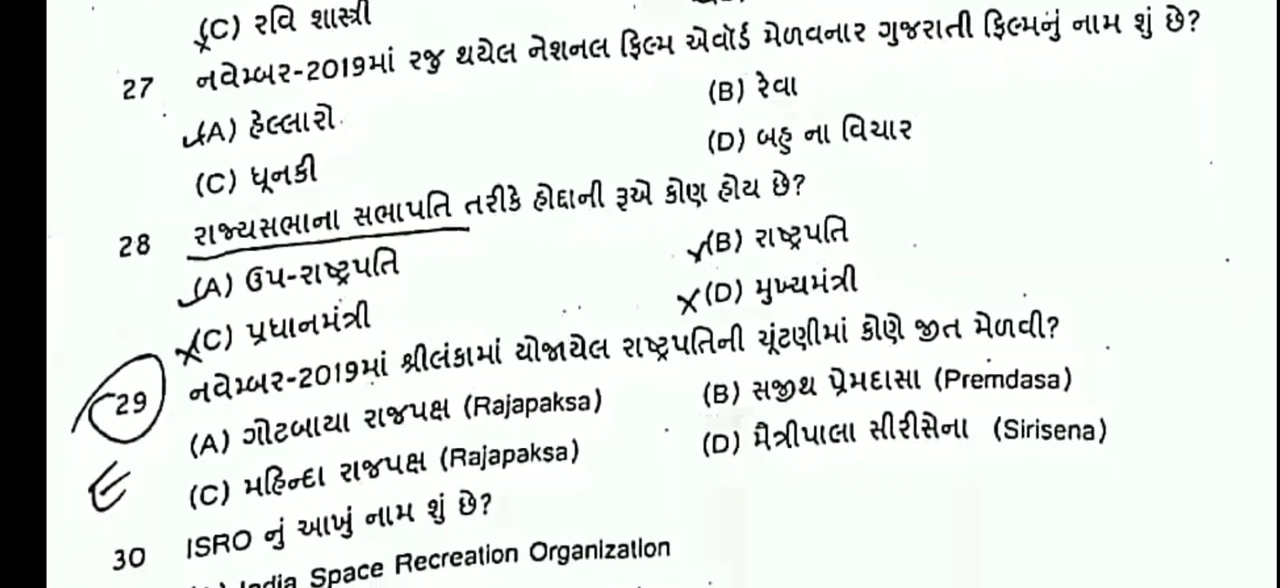 (C) રવિ શાસ્ત્રી
27 નવેમ્બર-2019માં રજુ થયેલ નેશનલ ફિલ્મ એવૉર્ડ મેળવનાર ગુજરાતી ફિલ્મનું નામ શું છે?
(A) હેલ્લારો (B) રેવા
(C) ધૂનકી (D) બહુ ના વિચાર
28 રાજ્યસભાના સભાપતિ તરીકે હોદ્દાની રૂએ કોણ હોય છે?
(A) ઉપ-રાષ્ટ્રપતિ (B) રાષ્ટ્રપતિ
(C) પ્રધાનમંત્રી (D) મુખ્યમંત્રી
29 નવેમ્બર-2019માં શ્રીલંકામાં યોજાયેલ રાષ્ટ્રપતિની ચૂંટણીમાં કોણે જીત મેળવી?
(A) ગોટબાયા રાજપક્ષ (Rajapaksa) (B) સજીથ પ્રેમદાસા (Premdasa)
(C) મહિન્દા રાજપક્ષ (Rajapaksa) (D) મૈત્રીપાલા સીરીસેના (Sirisena)
E
30 ISRO નું આખું નામ શું છે?
India Space Recreation Organization